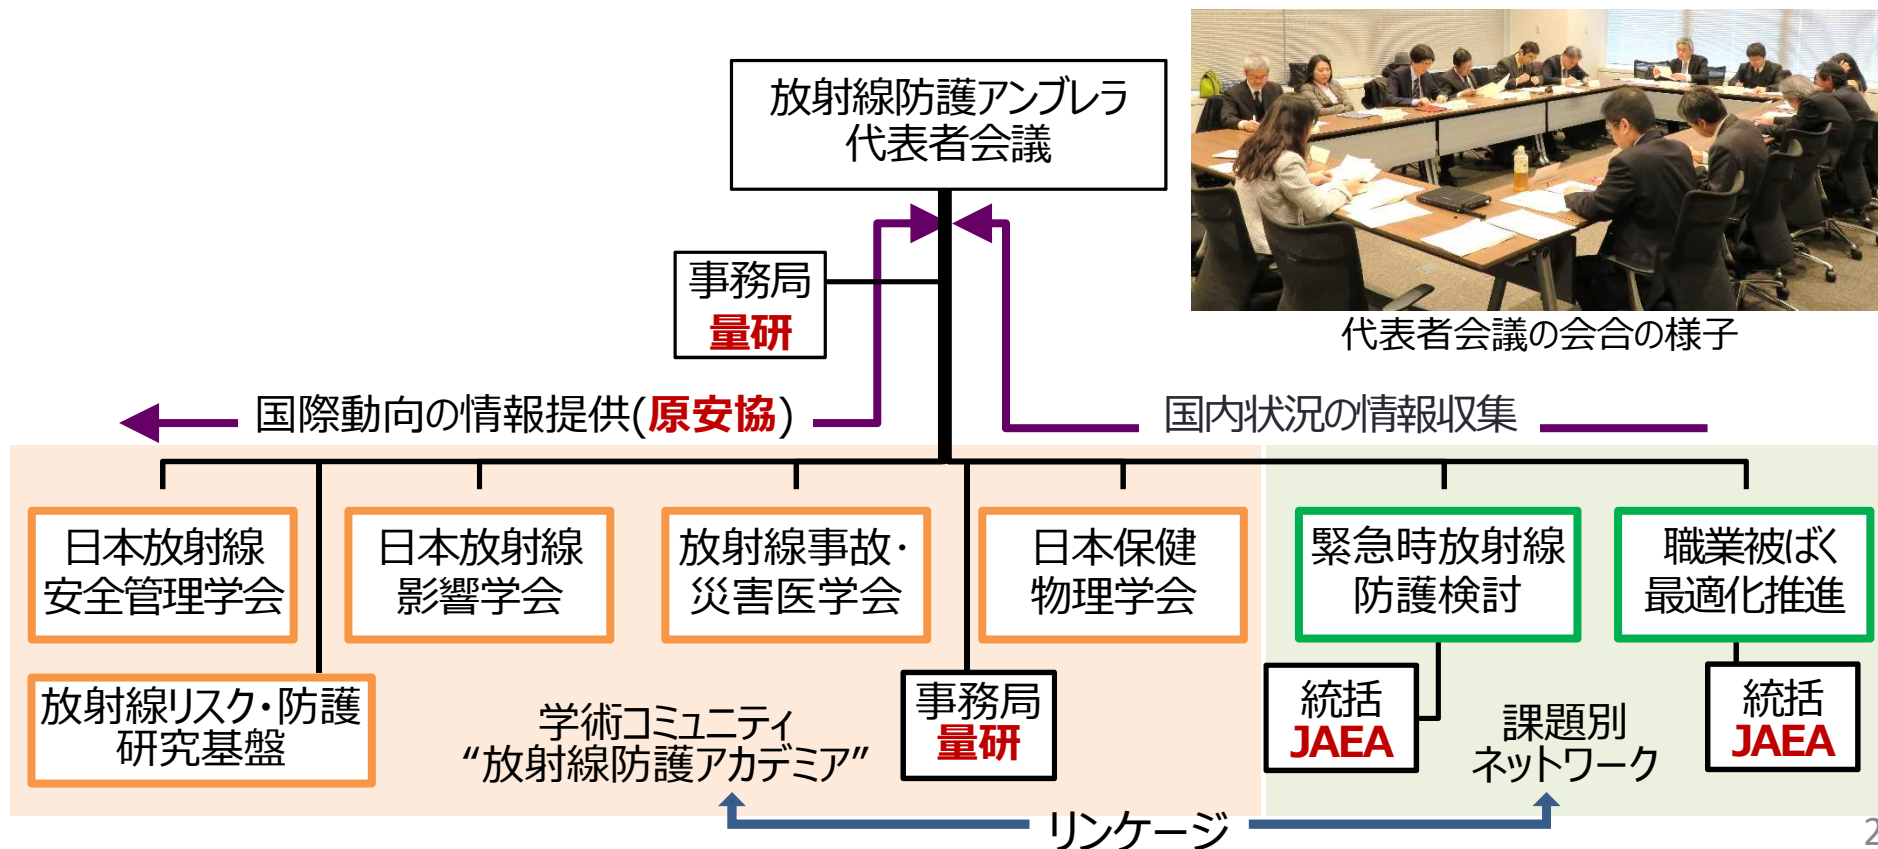 放射線防護アンブレラ
代表者会議
事務局
量研
代表者会議の会合の様子
国際動向の情報提供(原安協)
国内状況の情報収集
日本放射線
安全管理学会
日本放射線
影響学会
放射線事故・
災害医学会
日本保健
物理学会
緊急時放射線
防護検討
職業被ばく
最適化推進
放射線リスク・防護
研究基盤
学術コミュニティ
“放射線防護アカデミア”
事務局
量研
統括
JAEA
課題別
ネットワーク
統括
JAEA
リンケージ
2